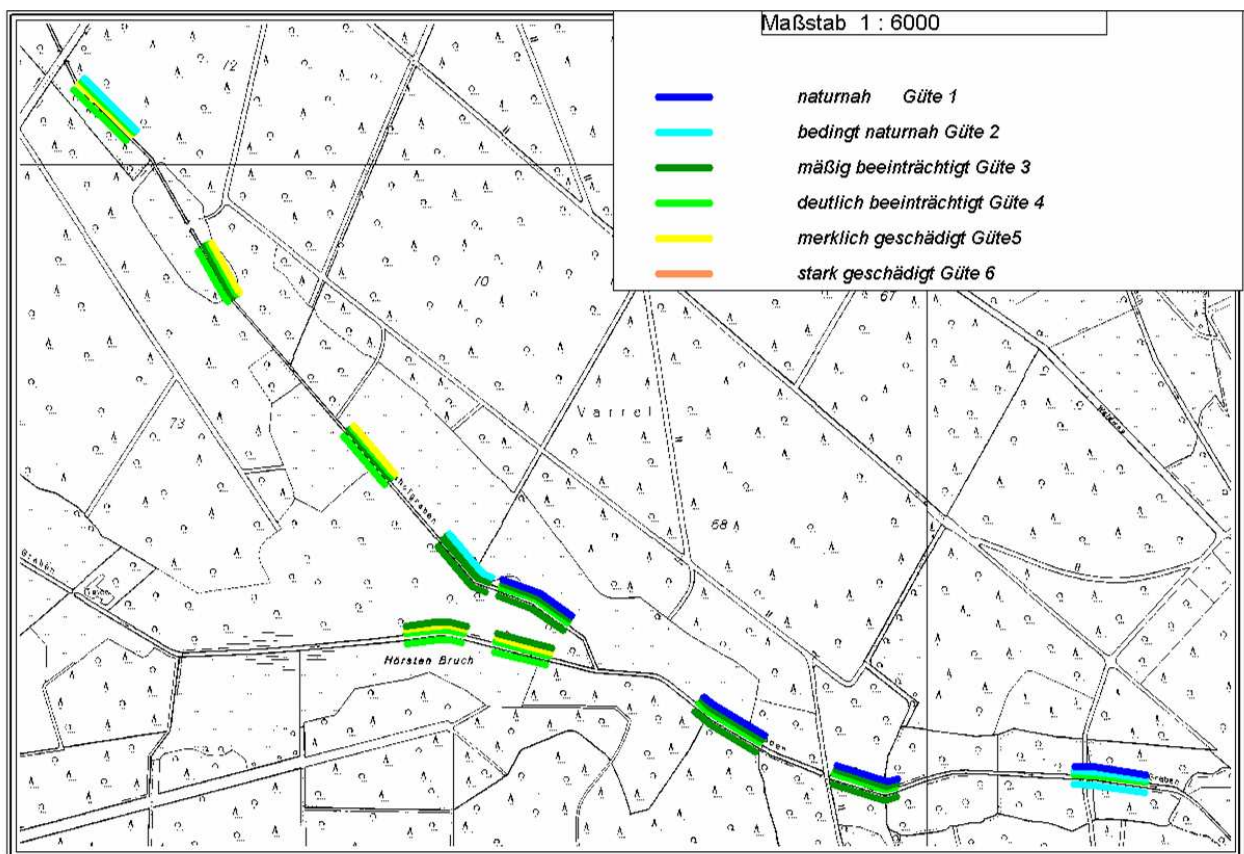 Maßstab 1 : 6000
naturnah Güte 1
bedingt naturnah Güte 2
mäßig beeinträchtigt Güte 3
deutlich beeinträchtigt Güte 4
merklich geschädigt Güte5
stark geschädigt Güte 6
72
70
67
73
Varrel
68
Graben
Hörsten Bruch
Graben